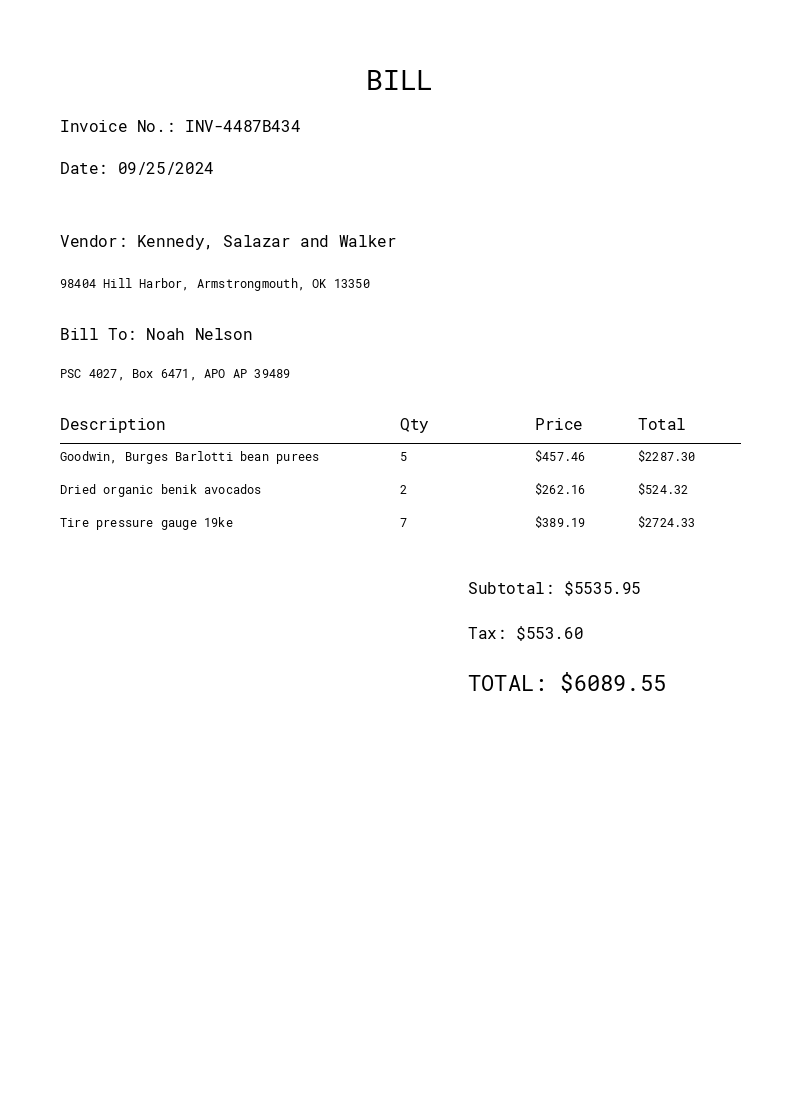 BILL
Invoice No.: INV-4487B434
Date: 09/25/2024
Vendor: Kennedy, Salazar and Walker
98404 Hill Harbor, Armstrongmouth, OK 13350
Bill To: Noah Nelson
PSC 4027, Box 6471, APO AP 39489
Description Qty Price Total
Goodwin, Burges Barlotti bean purees 5 $457.46 $2287.30
Dried organic benik avocados 2 $262.16 $524.32
Tire pressure gauge 19ke 7 $389.19 $2724.33
Subtotal: $5535.95
Tax: $553.60
TOTAL: $6089.55